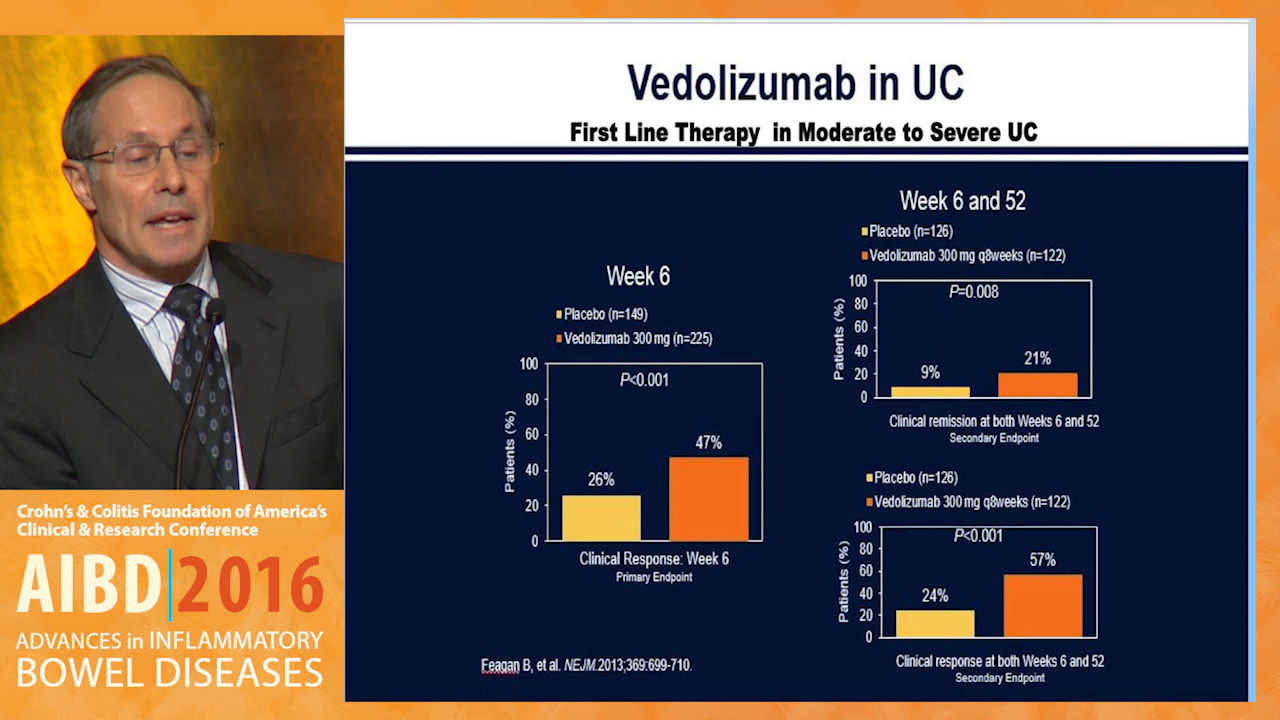 Vedolizumab in UC
First Line Therapy in Moderate to Severe UC
Week 6
Placebo (n=149)
Vedolizumab 300 mg (n=225)
100
80
60
40
20
0
Patients (%)
P<0.001
26%
47%
Clinical Response: Week 6
Primary Endpoint
Week 6 and 52
Placebo (n=126)
Vedolizumab 300 mg q8weeks (n=122)
100
80
60
40
20
0
Patients (%)
P=0.008
9%
21%
Clinical remission at both Weeks 6 and 52
Secondary Endpoint
Placebo (n=126)
Vedolizumab 300 mg q8weeks (n=122)
100
80
60
40
20
0
Patients (%)
P<0.001
24%
57%
Clinical response at both Weeks 6 and 52
Secondary Endpoint
Feagan B, et al. NEJM.2013;369:699-710.
Crohn's & Colitis Foundation of America's
Clinical & Research Conference
AIBD|2016
ADVANCES in INFLAMMATORY
BOWEL DISEASES